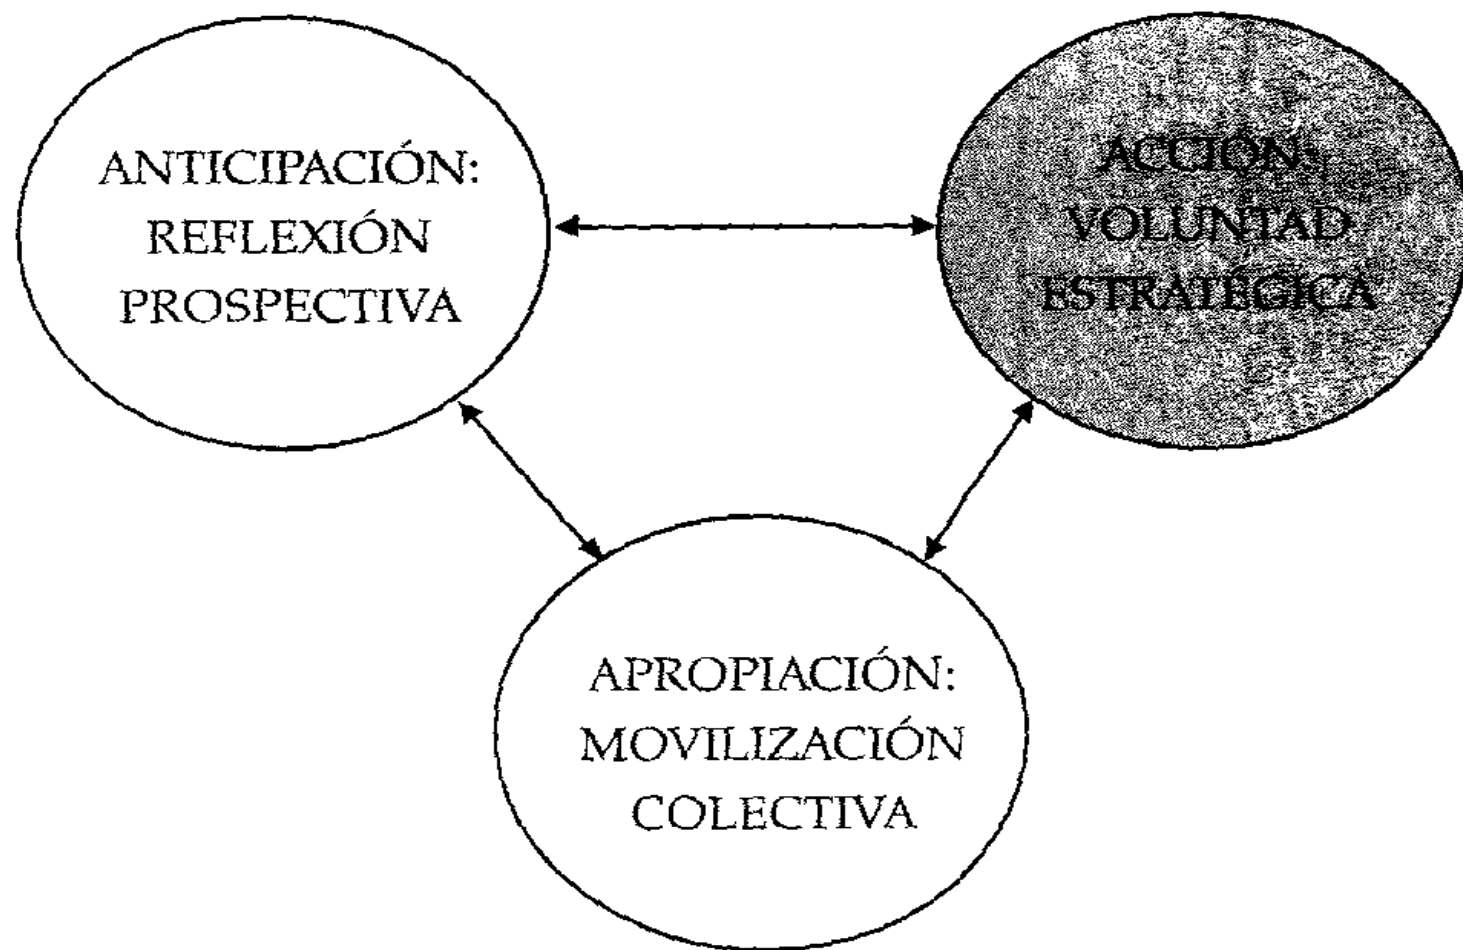 ANTICIPACIÓN:
REFLEXIÓN
PROSPECTIVA
ACCIÓN:
VOLUNTAD
ESTRATÉGICA
APROPIACIÓN:
MOVILIZACIÓN
COLECTIVA